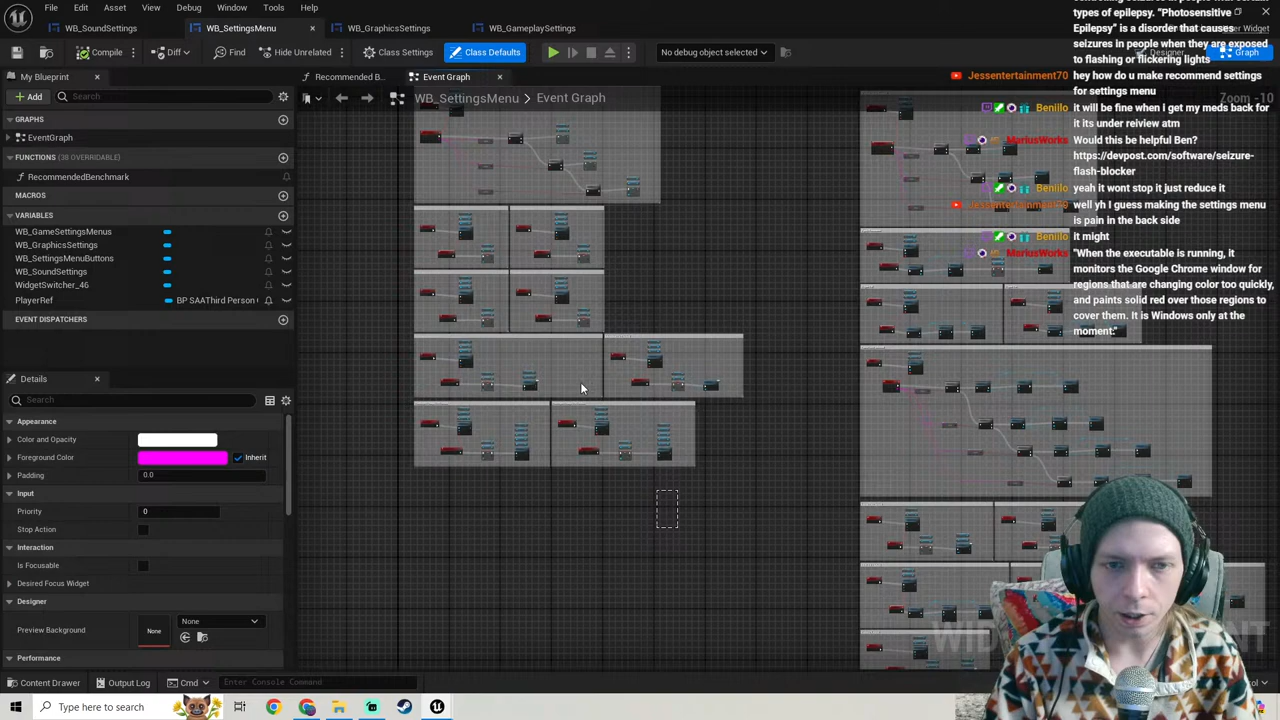 File
Edit
Asset
View
Debug
Window
Tools
Help
WB_SoundSettings
WB_SettingsMenu
WB_GraphicsSettings
WB_GameplaySettings
Compile
Diff
Find
Hide Unrelated
Class Settings
Class Defaults
No debug object selected
Graph
My Blueprint
Recommended B...
Event Graph
Add
Search
WB_SettingsMenu > Event Graph
Zoom -10
GRAPHS
EventGraph
FUNCTIONS (38 OVERRIDABLE)
RecommendedBenchmark
MACROS
VARIABLES
WB_GameSettingsMenus
WB_GraphicsSettings
WB_SettingsMenuButtons
WB_SoundSettings
WidgetSwitcher_46
PlayerRef
BP SAAThird Person
EVENT DISPATCHERS
Details
Search
Appearance
Color and Opacity
Foreground Color
Inherit
Padding
0.0
Input
Priority
0
Stop Action
Interaction
Is Focusable
Desired Focus Widget
Designer
Preview Background
None
None
Performance
types of epilepsy. "Photosensitive
Epilepsy" is a disorder that causes
seizures in people when they are exposed
to flashing or flickering lights
Jessentertainment70 hey how do u make recommend settings
for settings menu
Benillo it will be fine when i get my meds back for
it its under reiview atm
MariusWorks Would this be helpful Ben?
https://devpost.com/software/seizure-
flash-blocker
Benillo yeah it wont stop it just reduce it
Jessentertainment70 well yh I guess making the settings menu
is pain in the back side
Benillo it might
MariusWorks "When the executable is running, it
monitors the Google Chrome window for
regions that are changing color too quickly,
and paints solid red over those regions to
cover them. It is Windows only at the
moment."
Content Drawer
Output Log
Cmd
Enter Console Command
Type here to search